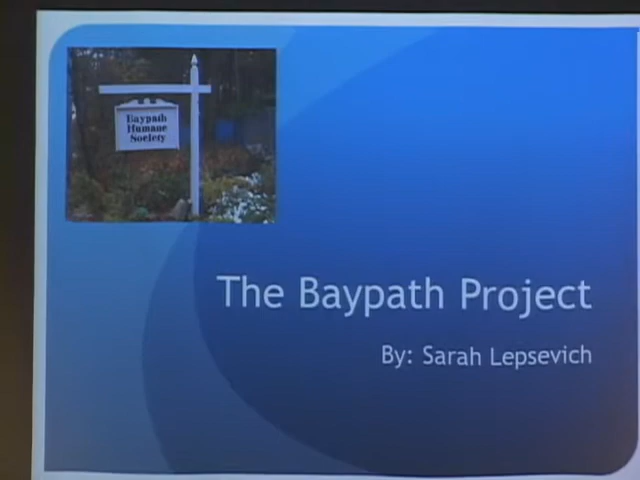 Baypath
Humane
Society
The Baypath Project
By: Sarah Lepsevich